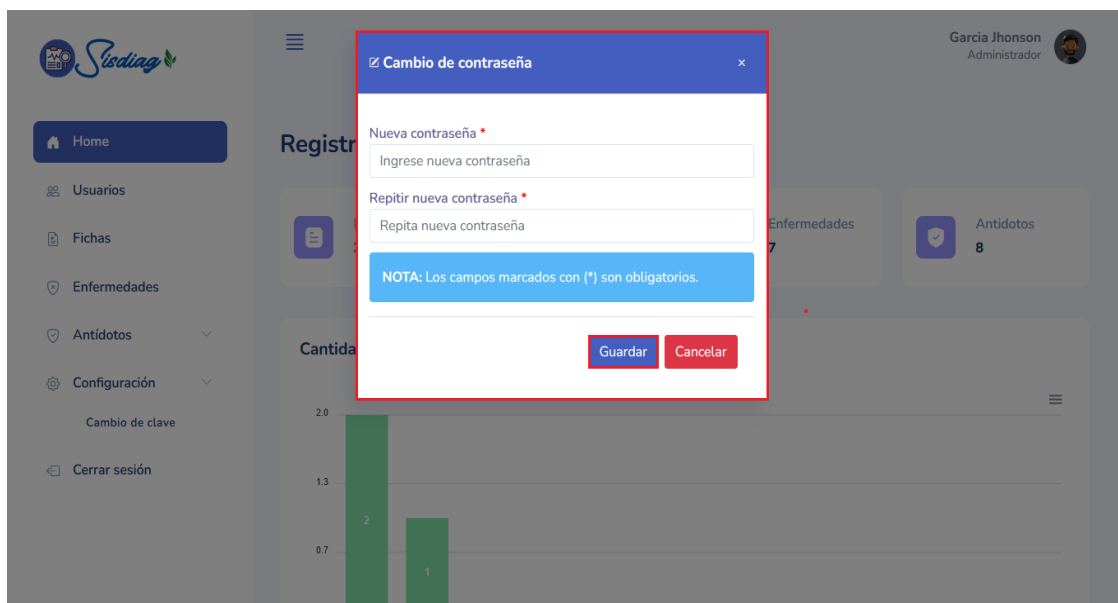 Sisdiag
Garcia Jhonson
Administrador
Cambio de contraseña ×
Home
Usuarios
Fichas
Enfermedades
Antídotos
Configuración
Cambio de clave
Cerrar sesión
Registr
Nueva contraseña *
Ingrese nueva contraseña
Repitir nueva contraseña *
Repita nueva contraseña
NOTA: Los campos marcados con (*) son obligatorios.
Guardar Cancelar
Enfermedades
7
Antidotos
8
*
Cantida
2.0
1.3
0.7
2
1